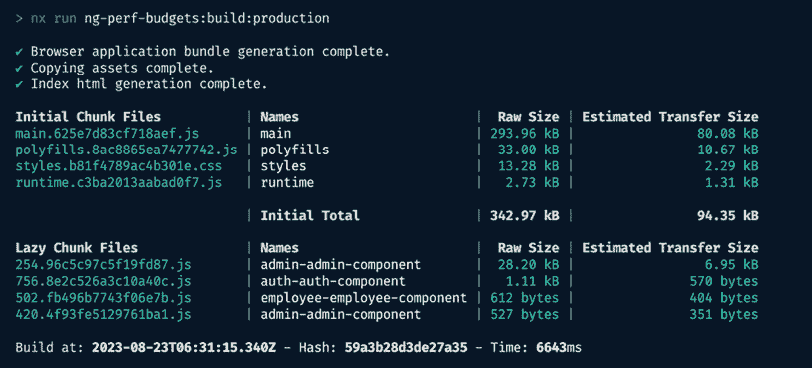 > nx run ng-perf-budgets:build:production
✔ Browser application bundle generation complete.
✔ Copying assets complete.
✔ Index html generation complete.
Initial Chunk Files | Names | Raw Size | Estimated Transfer Size
main.625e7d83cf718aef.js | main | 293.96 kB | 80.08 kB
polyfills.8ac8865ea7477742.js | polyfills | 33.00 kB | 10.67 kB
styles.b81f4789ac4b301e.css | styles | 13.28 kB | 2.29 kB
runtime.c3ba2013aabad0f7.js | runtime | 2.73 kB | 1.31 kB
| Initial Total | 342.97 kB | 94.35 kB
Lazy Chunk Files | Names | Raw Size | Estimated Transfer Size
254.96c5c97c5f19fd87.js | admin-admin-component | 28.20 kB | 6.95 kB
756.8e2c526a3c10a40c.js | auth-auth-component | 1.11 kB | 570 bytes
502.fb496b7743f06e7b.js | employee-employee-component | 612 bytes | 404 bytes
420.4f93fe5129761ba1.js | admin-admin-component | 527 bytes | 351 bytes
Build at: 2023-08-23T06:31:15.340Z - Hash: 59a3b28d3de27a35 - Time: 6643ms